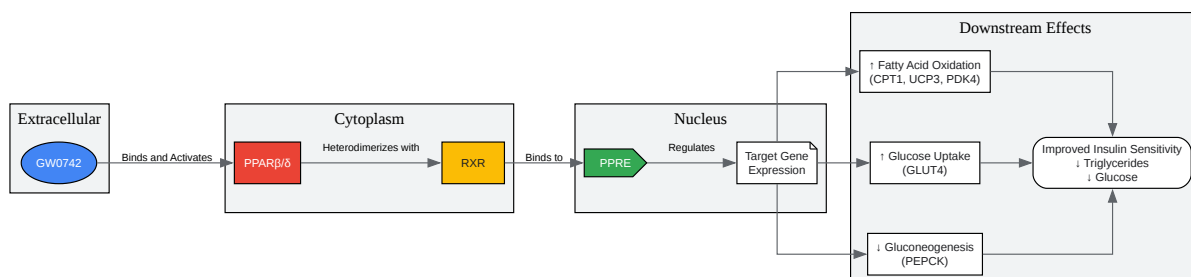 Extracellular
GW0742
Binds and Activates
Cytoplasm
PPARβ/δ
Heterodimerizes with
RXR
Binds to
Nucleus
PPRE
Regulates
Target Gene
Expression
Downstream Effects
↑ Fatty Acid Oxidation
(CPT1, UCP3, PDK4)
↑ Glucose Uptake
(GLUT4)
↓ Gluconeogenesis
(PEPCK)
Improved Insulin Sensitivity
↓ Triglycerides
↓ Glucose